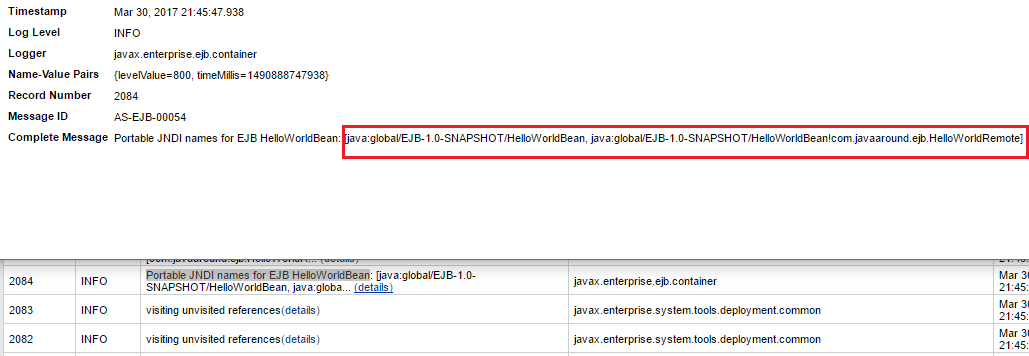 Timestamp Mar 30, 2017 21:45:47.938
Log Level INFO
Logger javax.enterprise.ejb.container
Name-Value Pairs {levelValue=800, timeMillis=1490888747938}
Record Number 2084
Message ID AS-EJB-00054
Complete Message Portable JNDI names for EJB HelloWorldBean: [java:global/EJB-1.0-SNAPSHOT/HelloWorldBean, java:global/EJB-1.0-SNAPSHOT/HelloWorldBean!com.javaaround.ejb.HelloWorldRemote]
[com.javaaround.ejb.HelloWorldR... (details)
2084 INFO Portable JNDI names for EJB HelloWorldBean: [java:global/EJB-1.0- javax.enterprise.ejb.container Mar 30
SNAPSHOT/HelloWorldBean, java:globa... (details) 21:45:
2083 INFO visiting unvisited references(details) javax.enterprise.system.tools.deployment.common Mar 30
21:45:
2082 INFO visiting unvisited references(details) javax.enterprise.system.tools.deployment.common Mar 30
21:45: